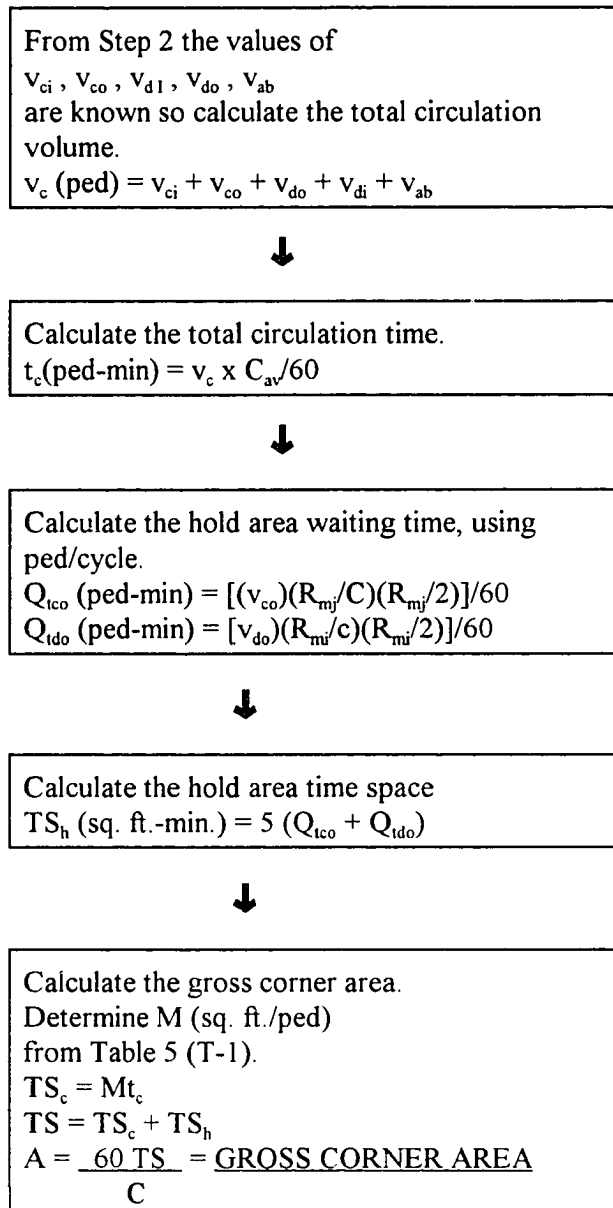 From Step 2 the values of
v_ci , v_co , v_d1 , v_do , v_ab
are known so calculate the total circulation
volume.
v_c (ped) = v_ci + v_co + v_do + v_di + v_ab
Calculate the total circulation time.
t_c(ped-min) = v_c x C_av/60
Calculate the hold area waiting time, using
ped/cycle.
Q_tco (ped-min) = [(v_co)(R_mj/C)(R_mj/2)]/60
Q_tdo (ped-min) = [v_do)(R_mi/c)(R_mi/2)]/60
Calculate the hold area time space
TS_h (sq. ft.-min.) = 5 (Q_tco + Q_tdo)
Calculate the gross corner area.
Determine M (sq. ft./ped)
from Table 5 (T-1).
TS_c = Mt_c
TS = TS_c + TS_h
A = 60 TS = GROSS CORNER AREA
C